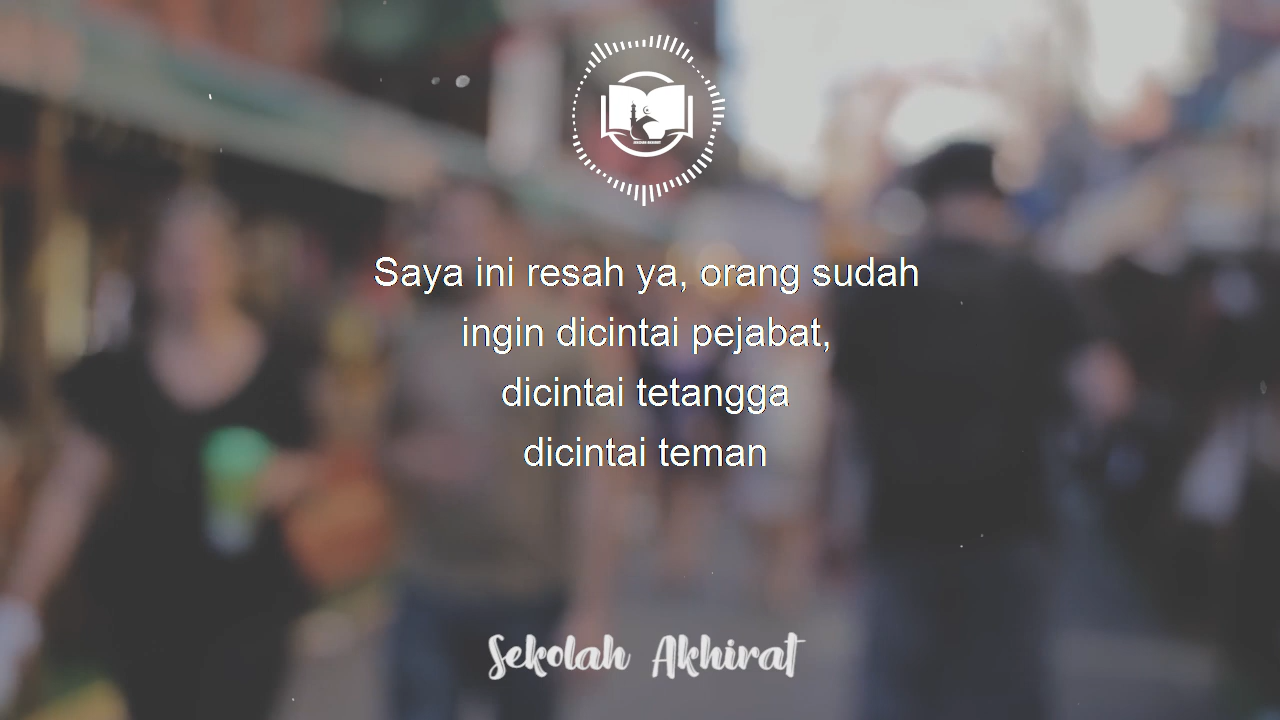 Saya ini resah ya, orang sudah
ingin dicintai pejabat,
dicintai tetangga
dicintai teman
Sekolah Akhirat